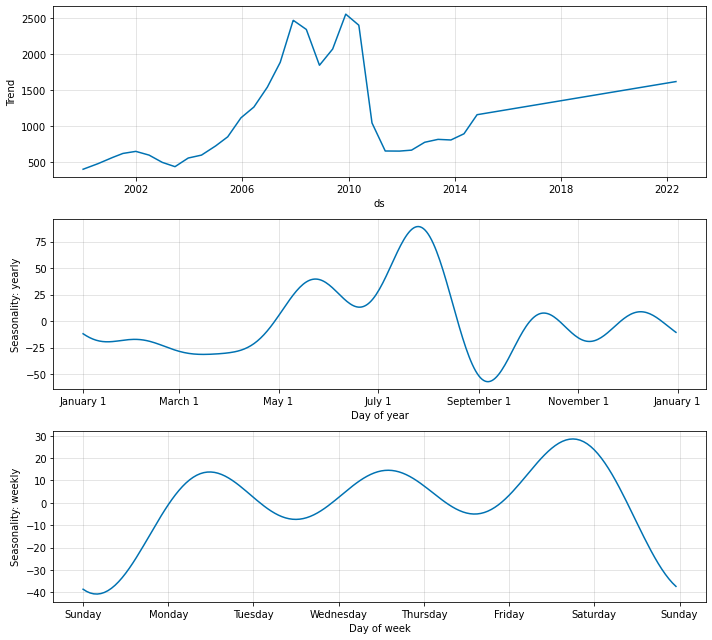 2500
2000
1500
1000
500
Trend
2002 2006 2010 2014 2018 2022
ds
75
50
25
0
−25
−50
Seasonality: yearly
January 1 March 1 May 1 July 1 September 1 November 1 January 1
Day of year
30
20
10
0
−10
−20
−30
−40
Seasonality: weekly
Sunday Monday Tuesday Wednesday Thursday Friday Saturday Sunday
Day of week